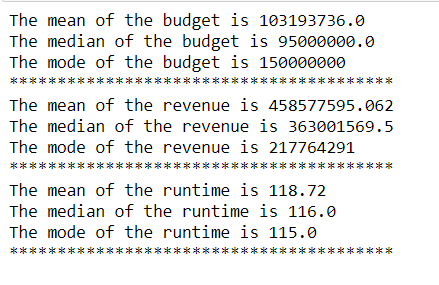 The mean of the budget is 103193736.0
The median of the budget is 95000000.0
The mode of the budget is 150000000
****************************************
The mean of the revenue is 458577595.062
The median of the revenue is 363001569.5
The mode of the revenue is 217764291
****************************************
The mean of the runtime is 118.72
The median of the runtime is 116.0
The mode of the runtime is 115.0
****************************************